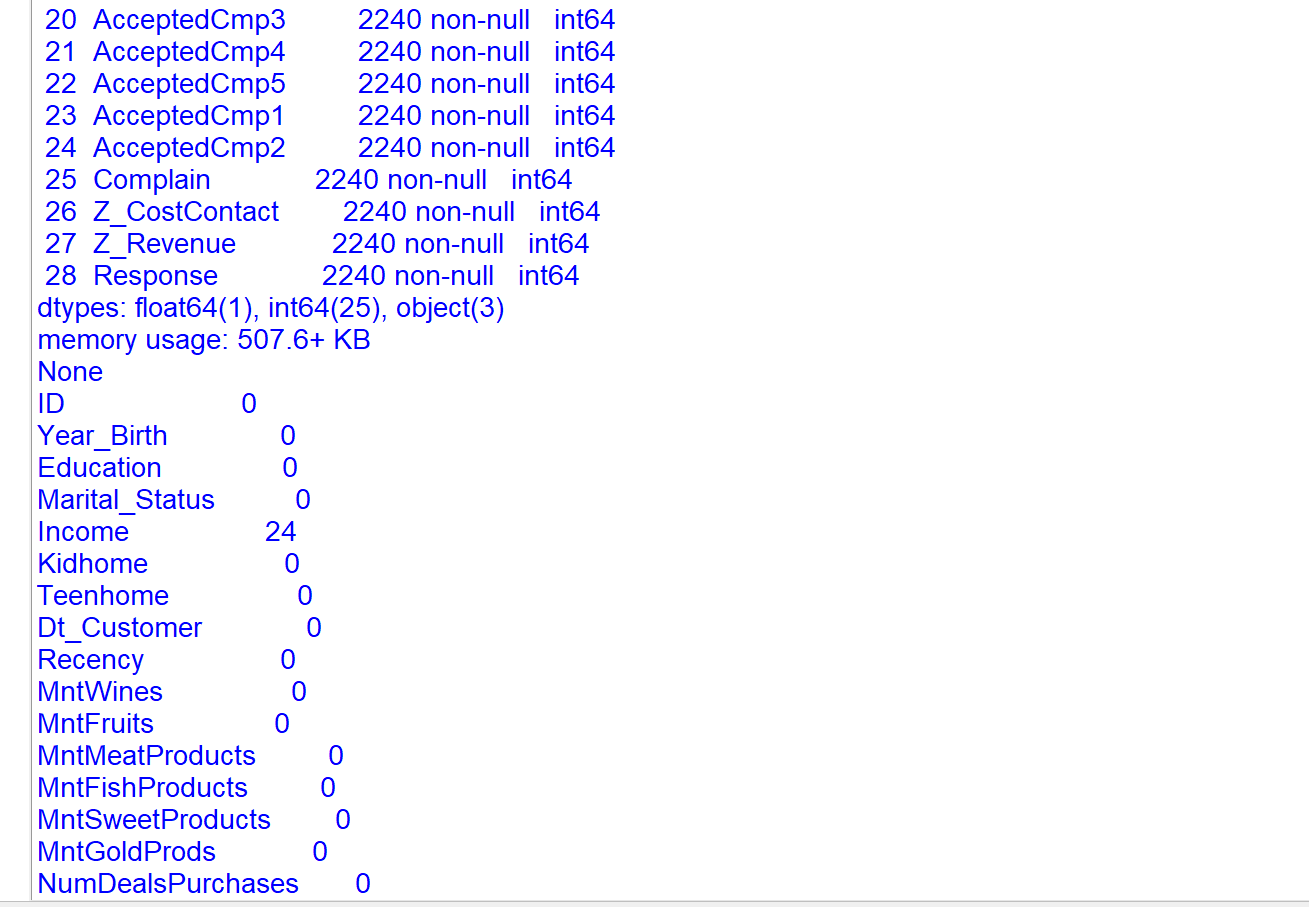 20 AcceptedCmp3 2240 non-null int64
21 AcceptedCmp4 2240 non-null int64
22 AcceptedCmp5 2240 non-null int64
23 AcceptedCmp1 2240 non-null int64
24 AcceptedCmp2 2240 non-null int64
25 Complain 2240 non-null int64
26 Z_CostContact 2240 non-null int64
27 Z_Revenue 2240 non-null int64
28 Response 2240 non-null int64
dtypes: float64(1), int64(25), object(3)
memory usage: 507.6+ KB
None
ID 0
Year_Birth 0
Education 0
Marital_Status 0
Income 24
Kidhome 0
Teenhome 0
Dt_Customer 0
Recency 0
MntWines 0
MntFruits 0
MntMeatProducts 0
MntFishProducts 0
MntSweetProducts 0
MntGoldProds 0
NumDealsPurchases 0